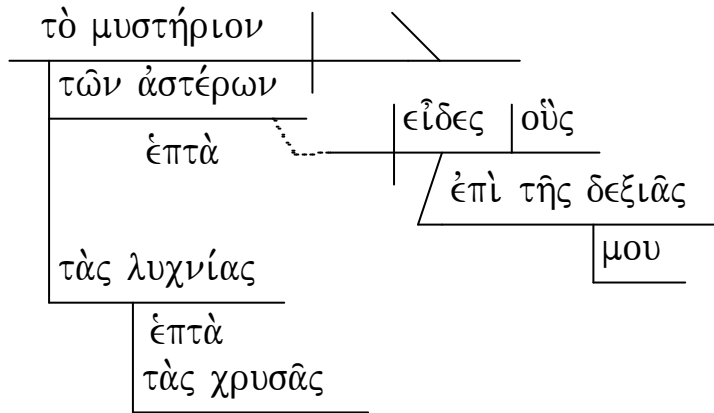 τὸ μυστήριον
τῶν ἀστέρων
ἑπτὰ
εἶδες οὓς
ἐπὶ τῆς δεξιᾶς
μου
τὰς λυχνίας
ἑπτὰ
τὰς χρυσᾶς